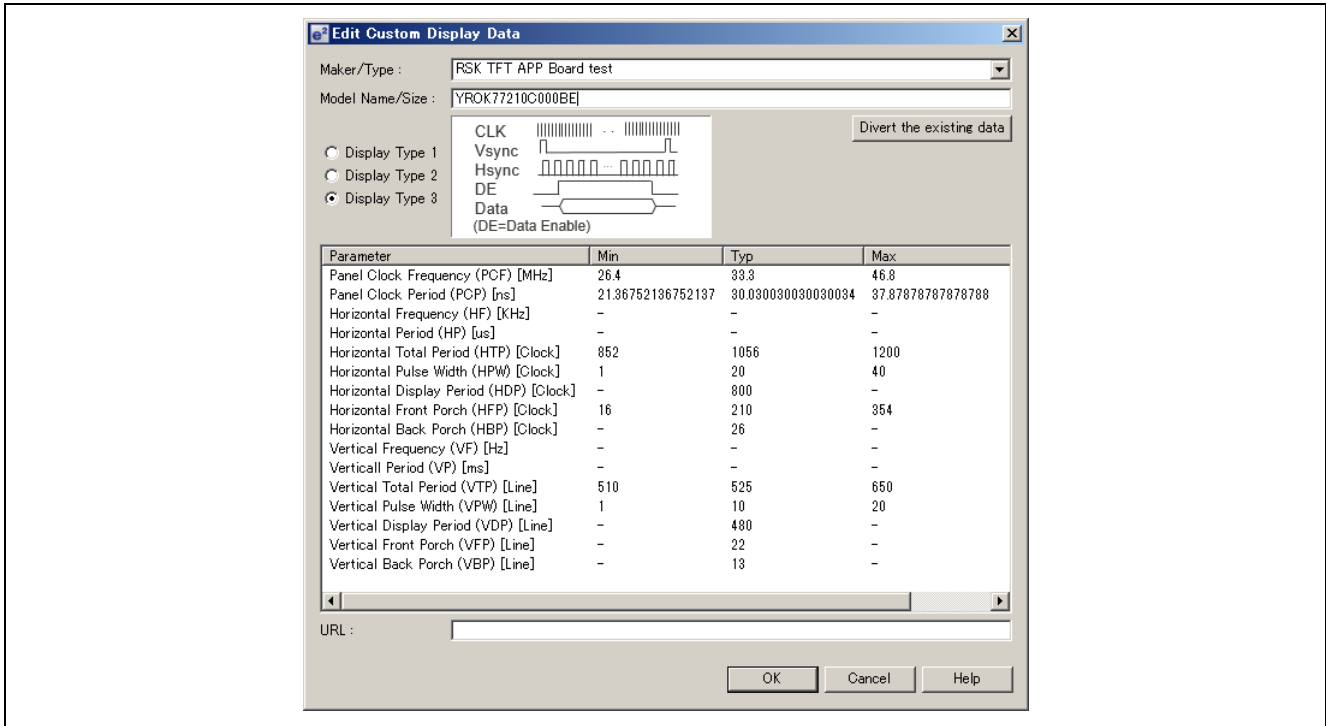 e² Edit Custom Display Data
Maker/Type : RSK TFT APP Board test
Model Name/Size : YROK77210C000BE
Divert the existing data
Display Type 1
Display Type 2
Display Type 3
CLK
Vsync
Hsync
DE
Data
(DE=Data Enable)
Parameter Min Typ Max
Panel Clock Frequency (PCF) [MHz] 26.4 33.3 46.8
Panel Clock Period (PCP) [ns] 21.36752136752137 30.030030030030034 37.87878787878788
Horizontal Frequency (HF) [KHz] - - -
Horizontal Period (HP) [us] - - -
Horizontal Total Period (HTP) [Clock] 852 1056 1200
Horizontal Pulse Width (HPW) [Clock] 1 20 40
Horizontal Display Period (HDP) [Clock] - 800 -
Horizontal Front Porch (HFP) [Clock] 16 210 354
Horizontal Back Porch (HBP) [Clock] - 26 -
Vertical Frequency (VF) [Hz] - - -
Verticall Period (VP) [ms] - - -
Vertical Total Period (VTP) [Line] 510 525 650
Vertical Pulse Width (VPW) [Line] 1 10 20
Vertical Display Period (VDP) [Line] - 480 -
Vertical Front Porch (VFP) [Line] - 22 -
Vertical Back Porch (VBP) [Line] - 13 -
URL :
OK Cancel Help